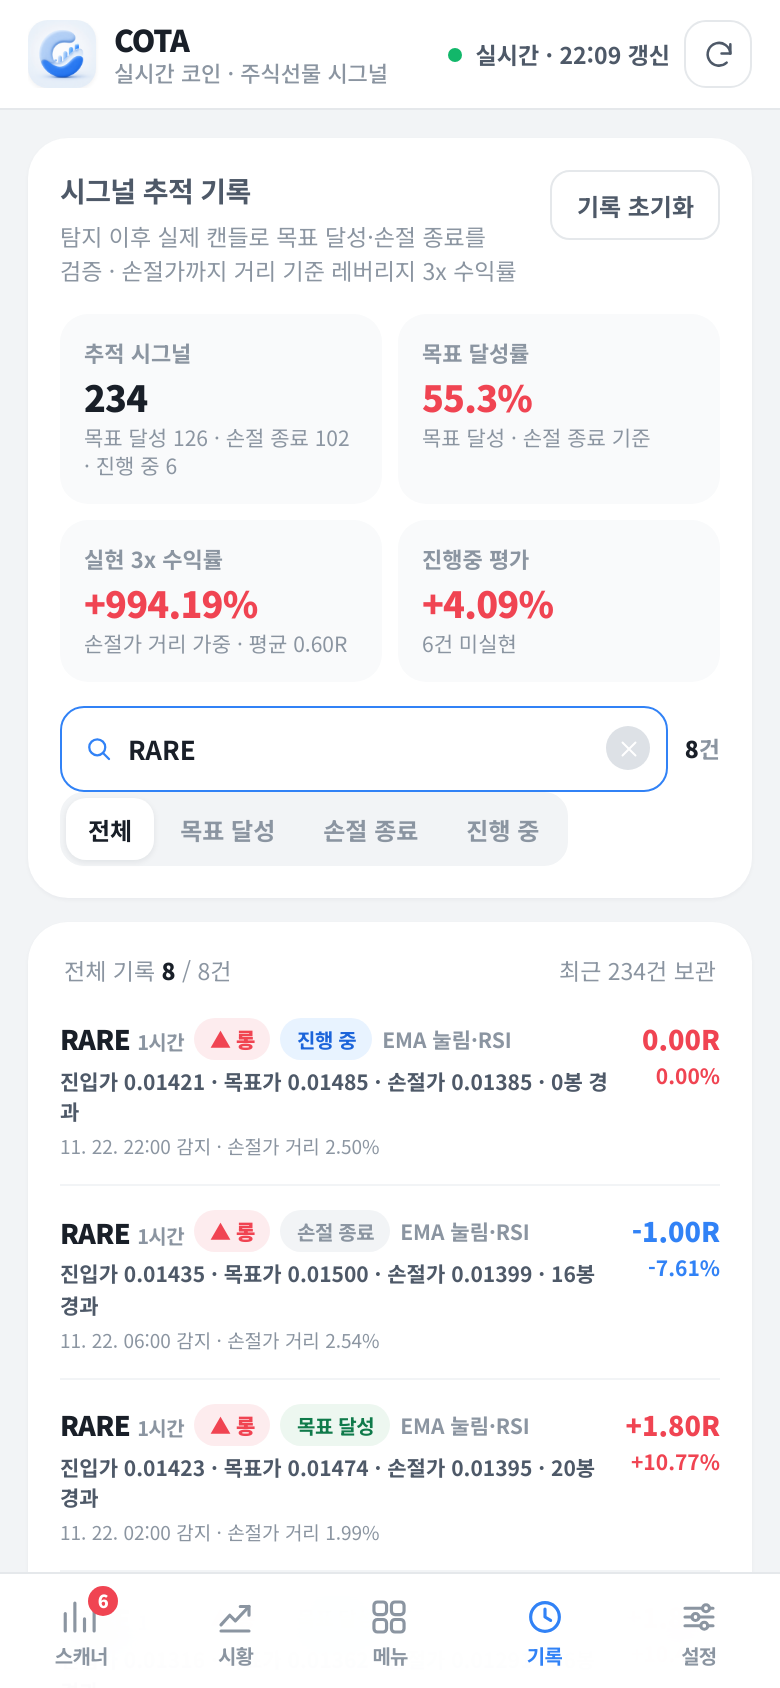 COTA
실시간 코인 · 주식선물 시그널
실시간 · 22:09 갱신
시그널 추적 기록
탐지 이후 실제 캔들로 목표 달성·손절 종료를
검증 · 손절가까지 거리 기준 레버리지 3x 수익률
기록 초기화
추적 시그널
234
목표 달성 126 · 손절 종료 102
· 진행 중 6
목표 달성률
55.3%
목표 달성 · 손절 종료 기준
실현 3x 수익률
+994.19%
손절가 거리 가중 · 평균 0.60R
진행중 평가
+4.09%
6건 미실현
RARE
8건
전체 목표 달성 손절 종료 진행 중
전체 기록 8 / 8건
최근 234건 보관
RARE 1시간 ▲ 롱 진행 중 EMA 눌림·RSI
0.00R
진입가 0.01421 · 목표가 0.01485 · 손절가 0.01385 · 0봉 경
과
0.00%
11. 22. 22:00 감지 · 손절가 거리 2.50%
RARE 1시간 ▲ 롱 손절 종료 EMA 눌림·RSI
-1.00R
진입가 0.01435 · 목표가 0.01500 · 손절가 0.01399 · 16봉
경과
-7.61%
11. 22. 06:00 감지 · 손절가 거리 2.54%
RARE 1시간 ▲ 롱 목표 달성 EMA 눌림·RSI
+1.80R
진입가 0.01423 · 목표가 0.01474 · 손절가 0.01395 · 20봉
경과
+10.77%
11. 22. 02:00 감지 · 손절가 거리 1.99%
6
스캐너 시황 메뉴 기록 설정